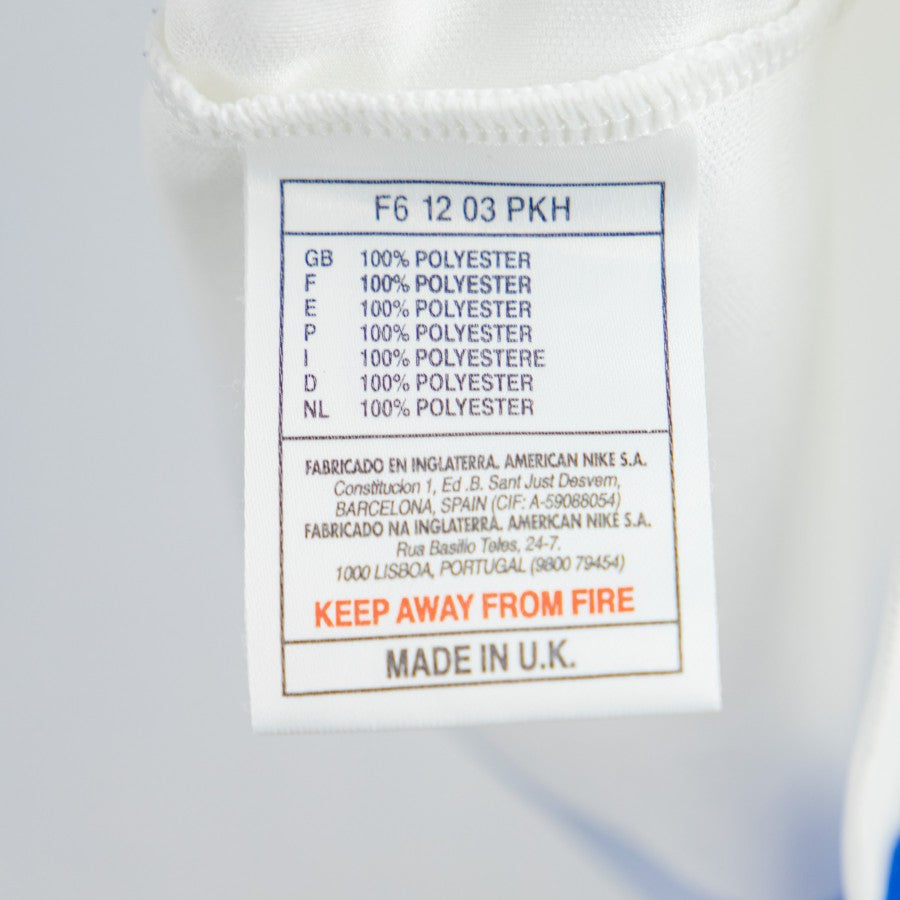 F6 12 03 PKH
GB 100% POLYESTER
F 100% POLYESTER
E 100% POLYESTER
P 100% POLYESTER
I 100% POLYESTERE
D 100% POLYESTER
NL 100% POLYESTER
FABRICADO EN INGLATERRA. AMERICAN NIKE S.A.
Constitucion 1, Ed .B. Sant Just Desvern,
BARCELONA, SPAIN (CIF: A-59088054)
FABRICADO NA INGLATERRA. AMERICAN NIKE S.A.
Rua Basilio Teles, 24-7.
1000 LISBOA, PORTUGAL (9800 79454)
KEEP AWAY FROM FIRE
MADE IN U.K.